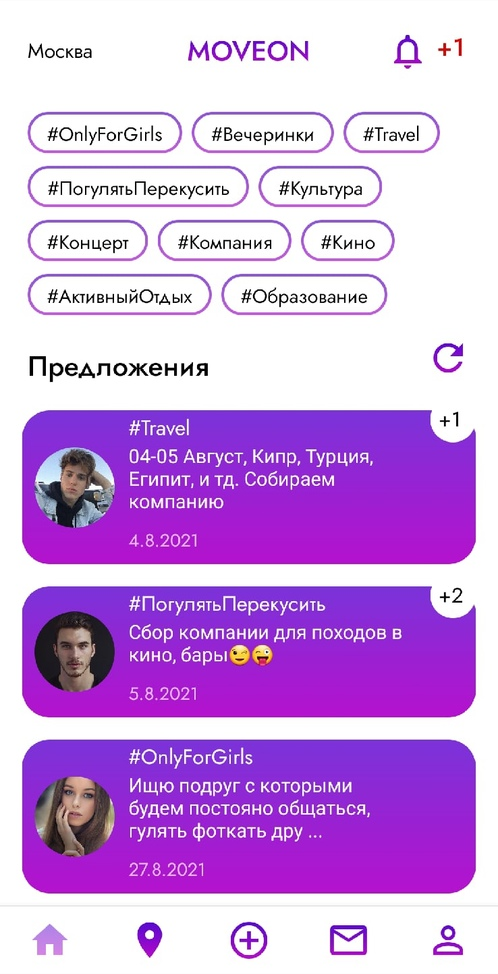 Москва MOVEON +1
#OnlyForGirls #Вечеринки #Travel
#ПогулятьПерекусить #Культура
#Концерт #Компания #Кино
#АктивныйОтдых #Образование
Предложения
+1
#Travel
04-05 Август, Кипр, Турция,
Египит, и тд. Собираем
компанию
4.8.2021
+2
#ПогулятьПерекусить
Сбор компании для походов в
кино, бары😉😜
5.8.2021
#OnlyForGirls
Ищю подруг с которыми
будем постояно общаться,
гулять фоткать дру ...
27.8.2021